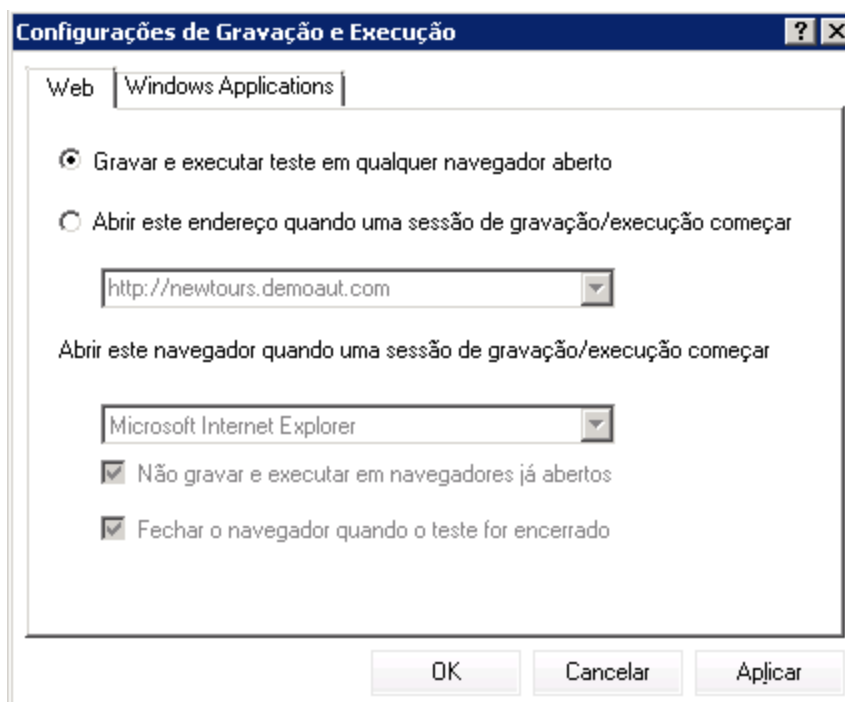 Configurações de Gravação e Execução
Web
Windows Applications
Gravar e executar teste em qualquer navegador aberto
Abrir este endereço quando uma sessão de gravação/execução começar
http://newtours.demoaut.com
Abrir este navegador quando uma sessão de gravação/execução começar
Microsoft Internet Explorer
Não gravar e executar em navegadores já abertos
Fechar o navegador quando o teste for encerrado
OK
Cancelar
Aplicar